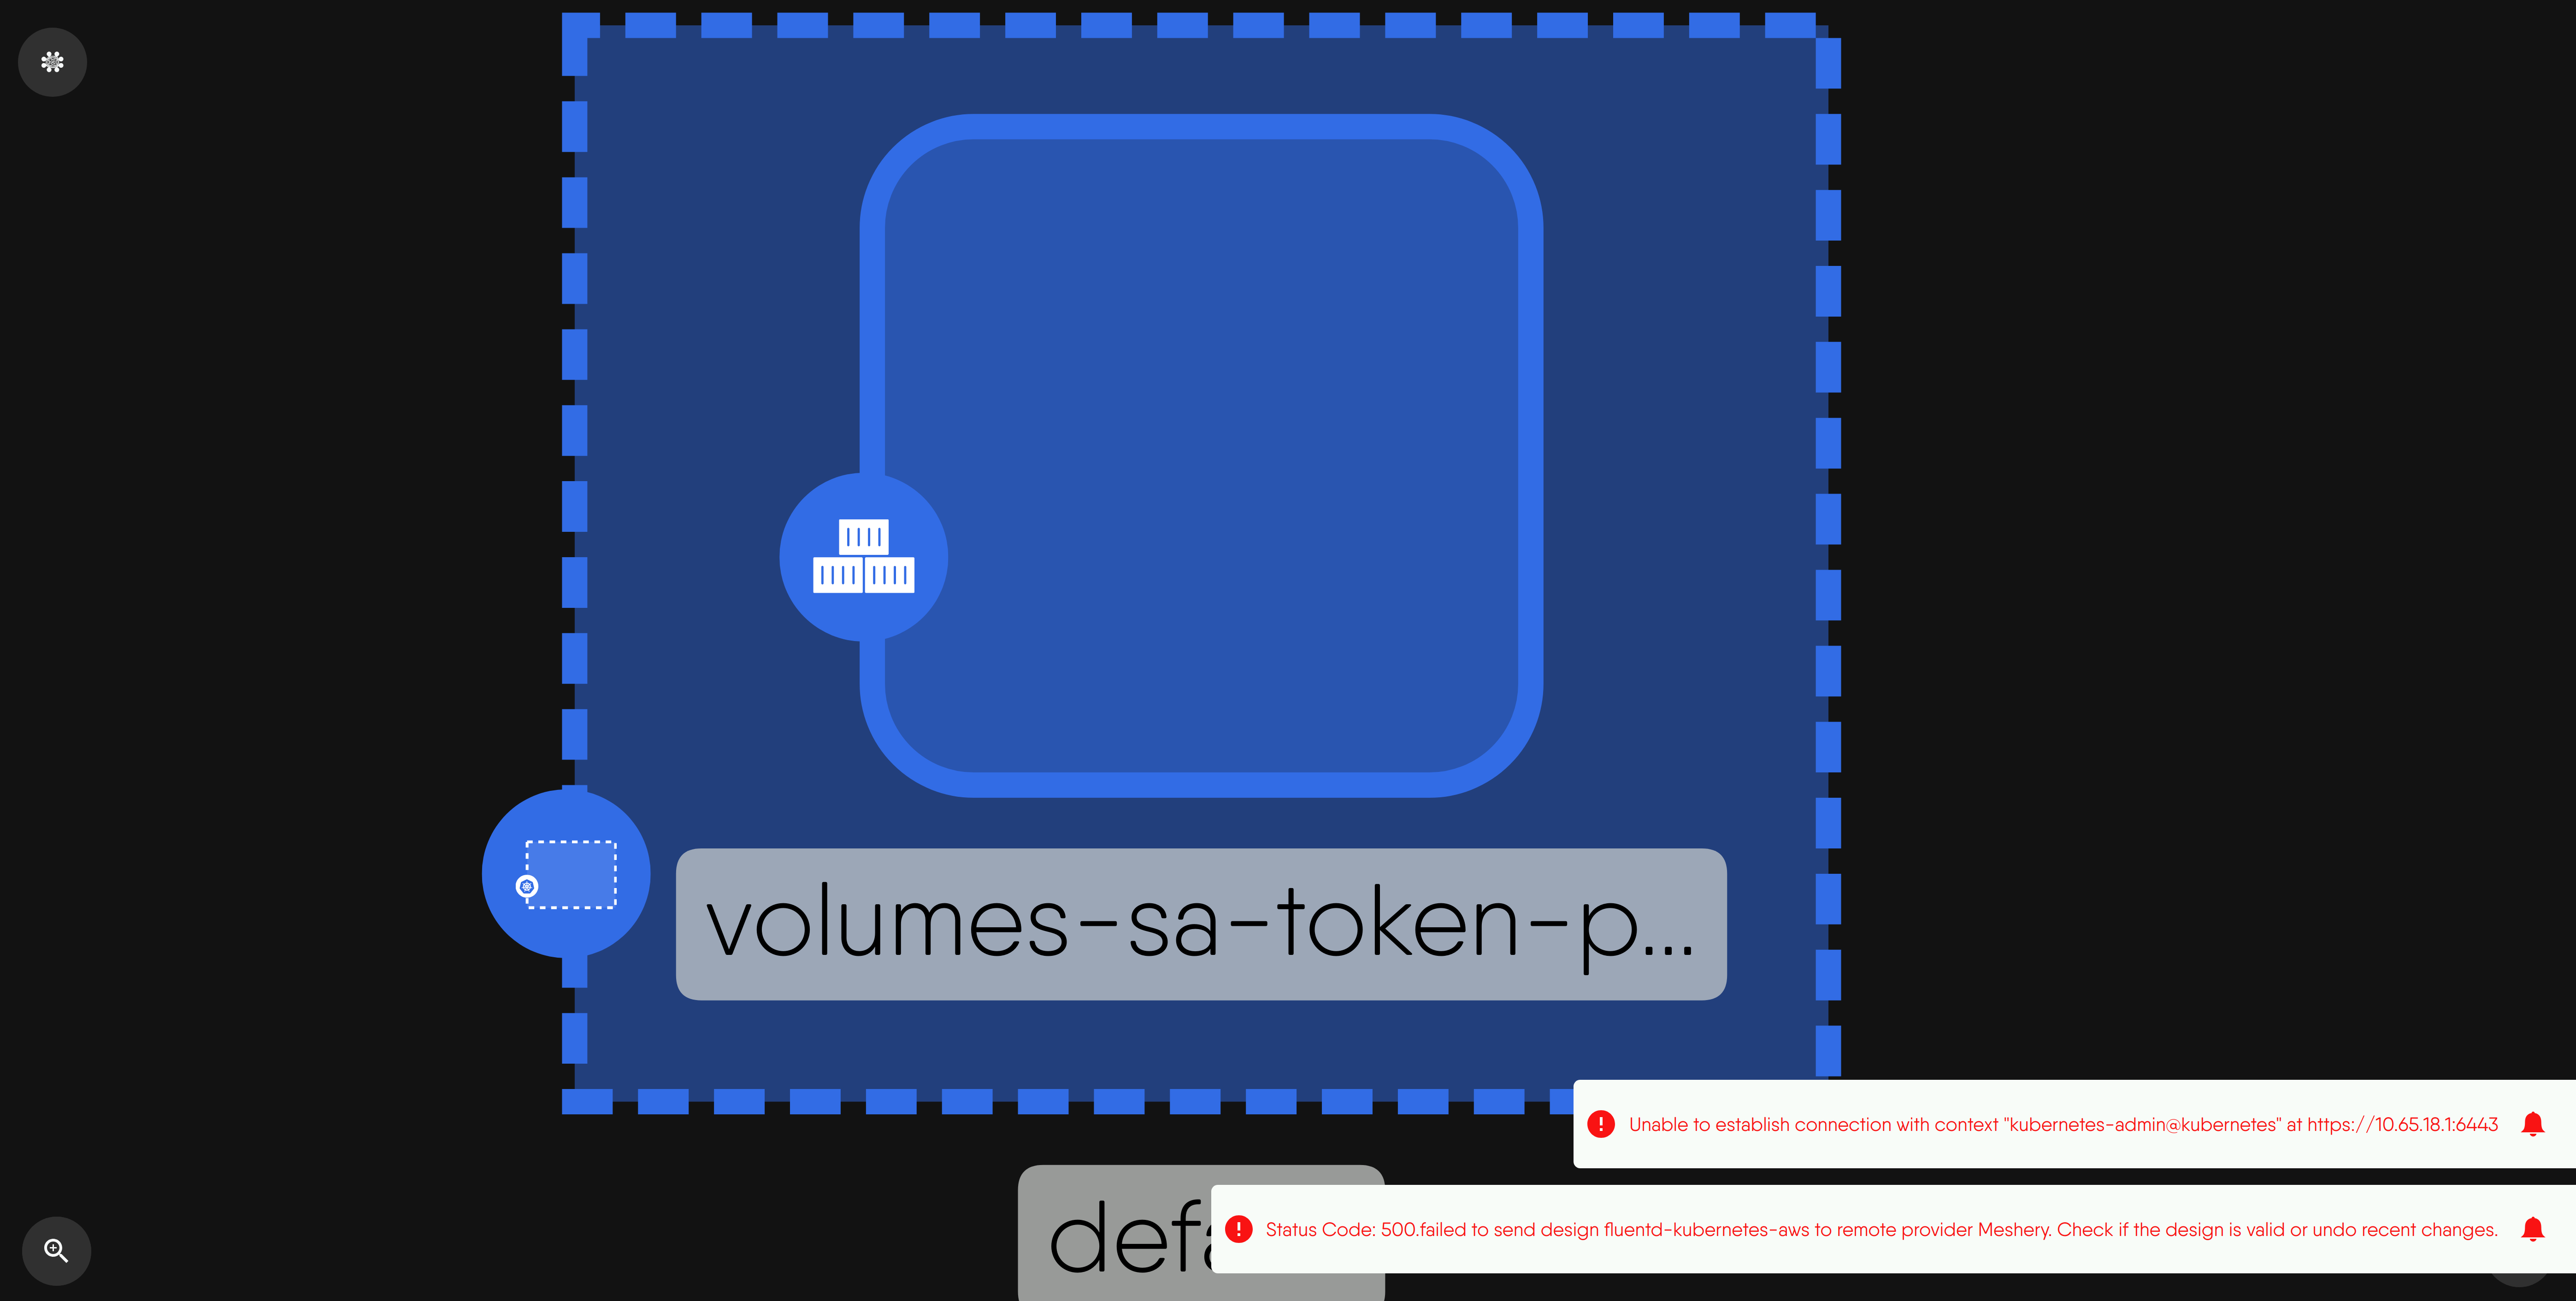 volumes-sa-token-p...
Unable to establish connection with context "kubernetes-admin@kubernetes" at https://10.65.18.1:6443
Status Code: 500.failed to send design fluentd-kubernetes-aws to remote provider Meshery. Check if the design is valid or undo recent changes.